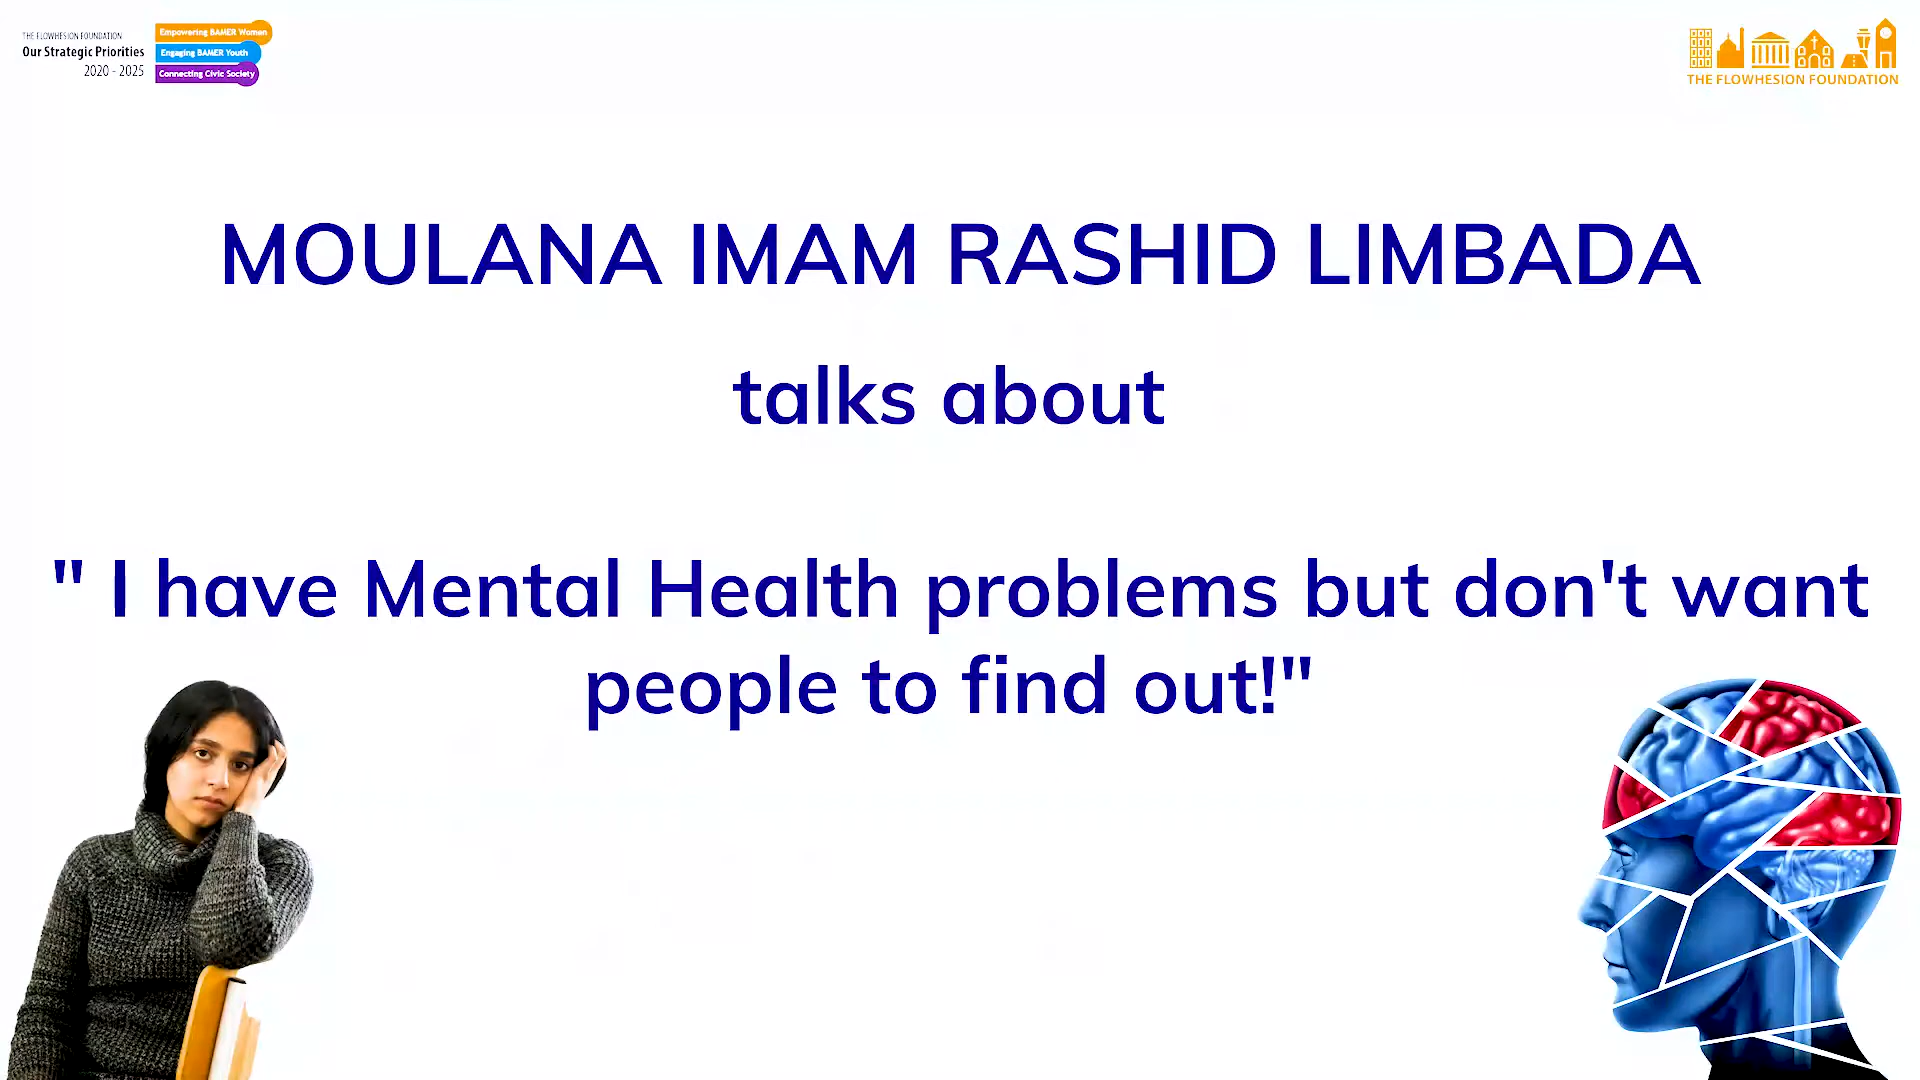 THE FLOWHESION FOUNDATION
Our Strategic Priorities
2020 - 2025
Empowering BAMER Women
Engaging BAMER Youth
Connecting Civic Society
THE FLOWHESION FOUNDATION
MOULANA IMAM RASHID LIMBADA
talks about
" I have Mental Health problems but don't want
people to find out!"